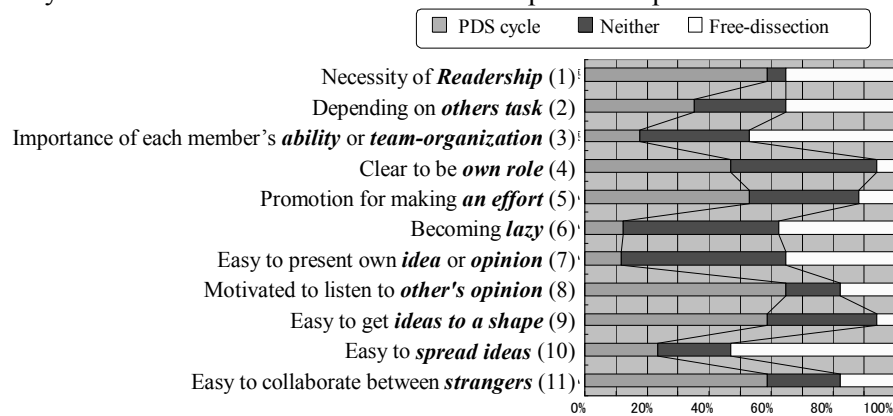 PDS cycle Neither Free-dissection
Necessity of Readership (1)
Depending on others task (2)
Importance of each member's ability or team-organization (3)
Clear to be own role (4)
Promotion for making an effort (5)
Becoming lazy (6)
Easy to present own idea or opinion (7)
Motivated to listen to other's opinion (8)
Easy to get ideas to a shape (9)
Easy to spread ideas (10)
Easy to collaborate between strangers (11)
0% 20% 40% 60% 80% 100%